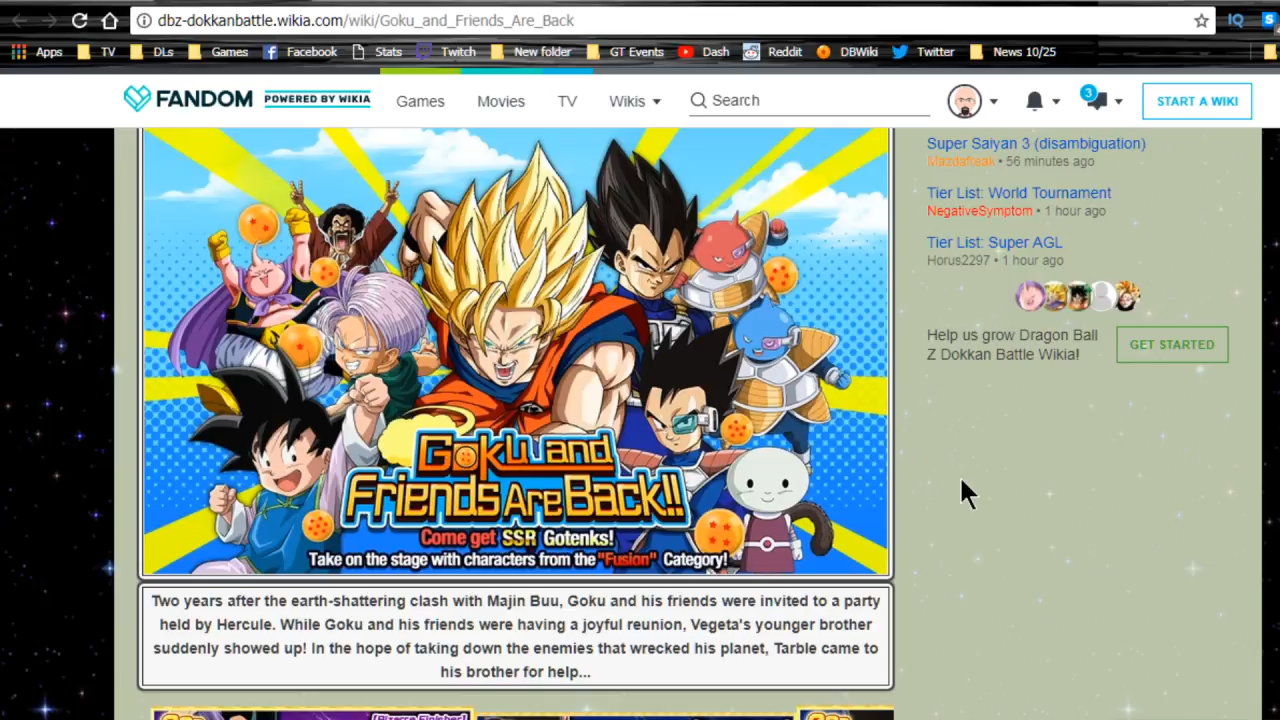 dbz-dokkanbattle.wikia.com/wiki/Goku_and_Friends_Are_Back
IQ
S
Apps TV DLs Games Facebook Stats Twitch New folder GT Events Dash Reddit DBWiki Twitter News 10/25
FANDOM POWERED BY WIKIA Games Movies TV Wikis Search 3 START A WIKI
Super Saiyan 3 (disambiguation)
Mazdafreak • 56 minutes ago
Tier List: World Tournament
NegativeSymptom • 1 hour ago
Tier List: Super AGL
Horus2297 • 1 hour ago
Help us grow Dragon Ball
Z Dokkan Battle Wikia!
GET STARTED
Goku and
Friends Are Back!!
Come get SSR Gotenks!
Take on the stage with characters from the "Fusion" Category!
Two years after the earth-shattering clash with Majin Buu, Goku and his friends were invited to a party
held by Hercule. While Goku and his friends were having a joyful reunion, Vegeta's younger brother
suddenly showed up! In the hope of taking down the enemies that wrecked his planet, Tarble came to
his brother for help...
[Bizarre Finisher]